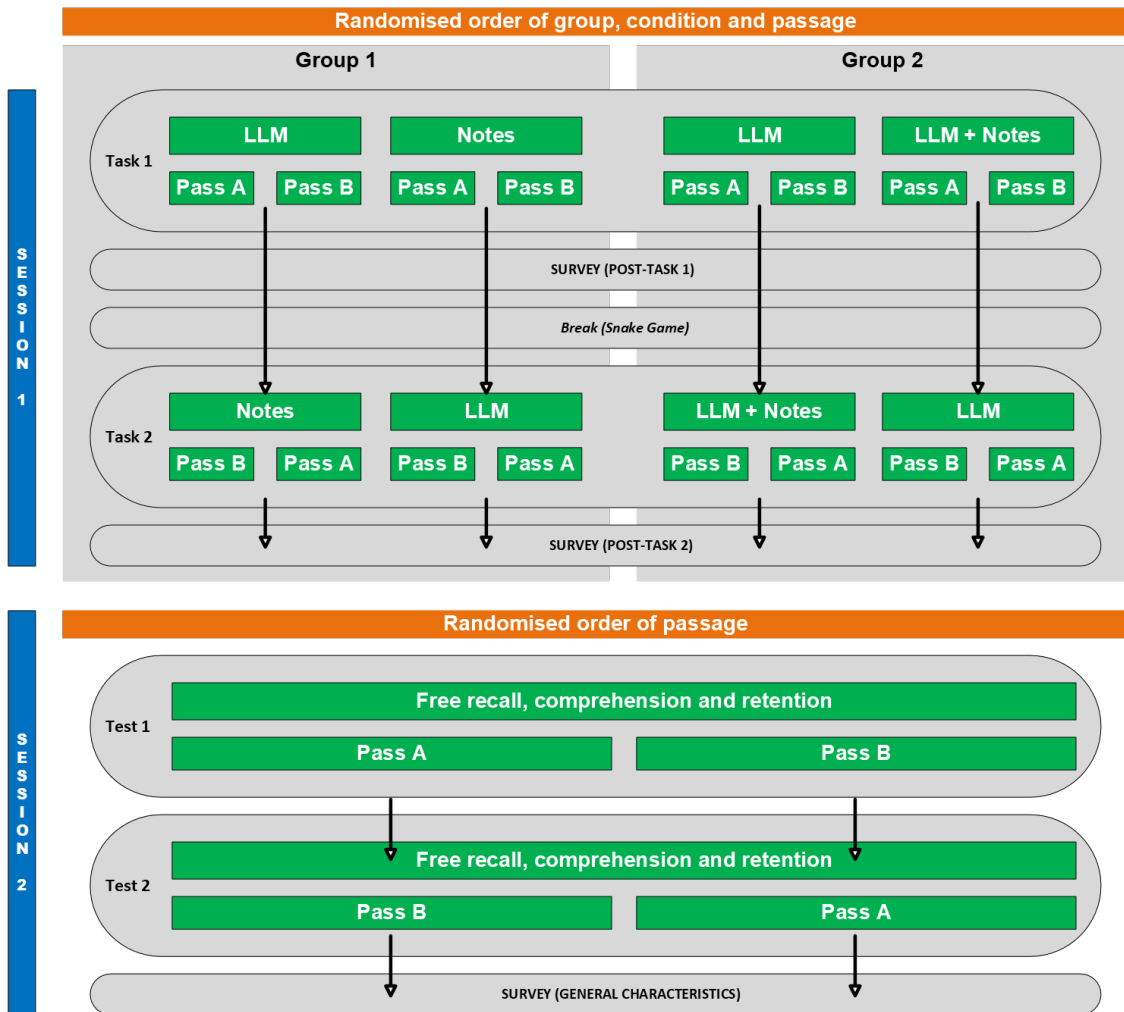 Randomised order of group, condition and passage
Group 1 Group 2
SESSION 1
Task 1
LLM Notes LLM LLM + Notes
Pass A Pass B Pass A Pass B Pass A Pass B Pass A Pass B
SURVEY (POST-TASK 1)
Break (Snake Game)
Task 2
Notes LLM LLM + Notes LLM
Pass B Pass A Pass B Pass A Pass B Pass A Pass B Pass A
SURVEY (POST-TASK 2)
SESSION 2
Randomised order of passage
Test 1
Free recall, comprehension and retention
Pass A Pass B
Test 2
Free recall, comprehension and retention
Pass B Pass A
SURVEY (GENERAL CHARACTERISTICS)